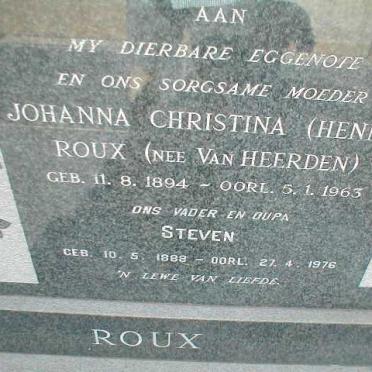 AAN
MY DIERBARE EGGENOTE
EN ONS SORGSAME MOEDER
JOHANNA CHRISTINA
ROUX (NEE VAN HEERDEN)
GEB. 11. 8. 1894 – OORL. 5. 1. 1963
ONS VADER EN OUPA
STEVEN
GEB. 10. 5. 1888 – OORL. 27. 4. 1976
'N LEWE VAN LIEFDE.
ROUX